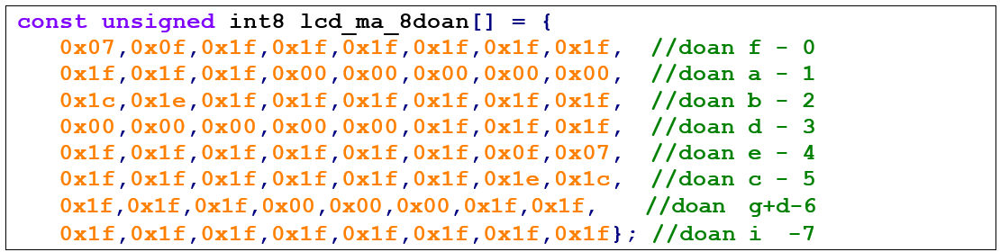 const unsigned int8 lcd_ma_8doan[] = {
0x07,0x0f,0x1f,0x1f,0x1f,0x1f,0x1f,0x1f, //doan f - 0
0x1f,0x1f,0x1f,0x00,0x00,0x00,0x00,0x00, //doan a - 1
0x1c,0x1e,0x1f,0x1f,0x1f,0x1f,0x1f,0x1f, //doan b - 2
0x00,0x00,0x00,0x00,0x00,0x1f,0x1f,0x1f, //doan d - 3
0x1f,0x1f,0x1f,0x1f,0x1f,0x1f,0x0f,0x07, //doan e - 4
0x1f,0x1f,0x1f,0x1f,0x1f,0x1f,0x1e,0x1c, //doan c - 5
0x1f,0x1f,0x1f,0x00,0x00,0x00,0x1f,0x1f, //doan g+d-6
0x1f,0x1f,0x1f,0x1f,0x1f,0x1f,0x1f,0x1f}; //doan i -7